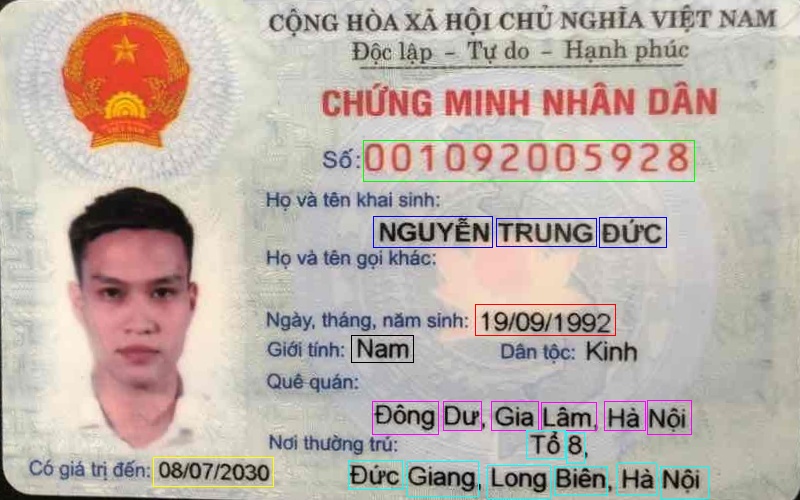 CỘNG HÒA XÃ HỘI CHỦ NGHĨA VIỆT NAM
Độc lập - Tự do - Hạnh phúc
CHỨNG MINH NHÂN DÂN
Số: 001092005928
Họ và tên khai sinh:
NGUYỄN TRUNG ĐỨC
Họ và tên gọi khác:
Ngày, tháng, năm sinh: 19/09/1992
Giới tính: Nam Dân tộc: Kinh
Quê quán:
Đông Dư, Gia Lâm, Hà Nội
Nơi thường trú: Tổ 8,
Đức Giang, Long Biên, Hà Nội
Có giá trị đến: 08/07/2030